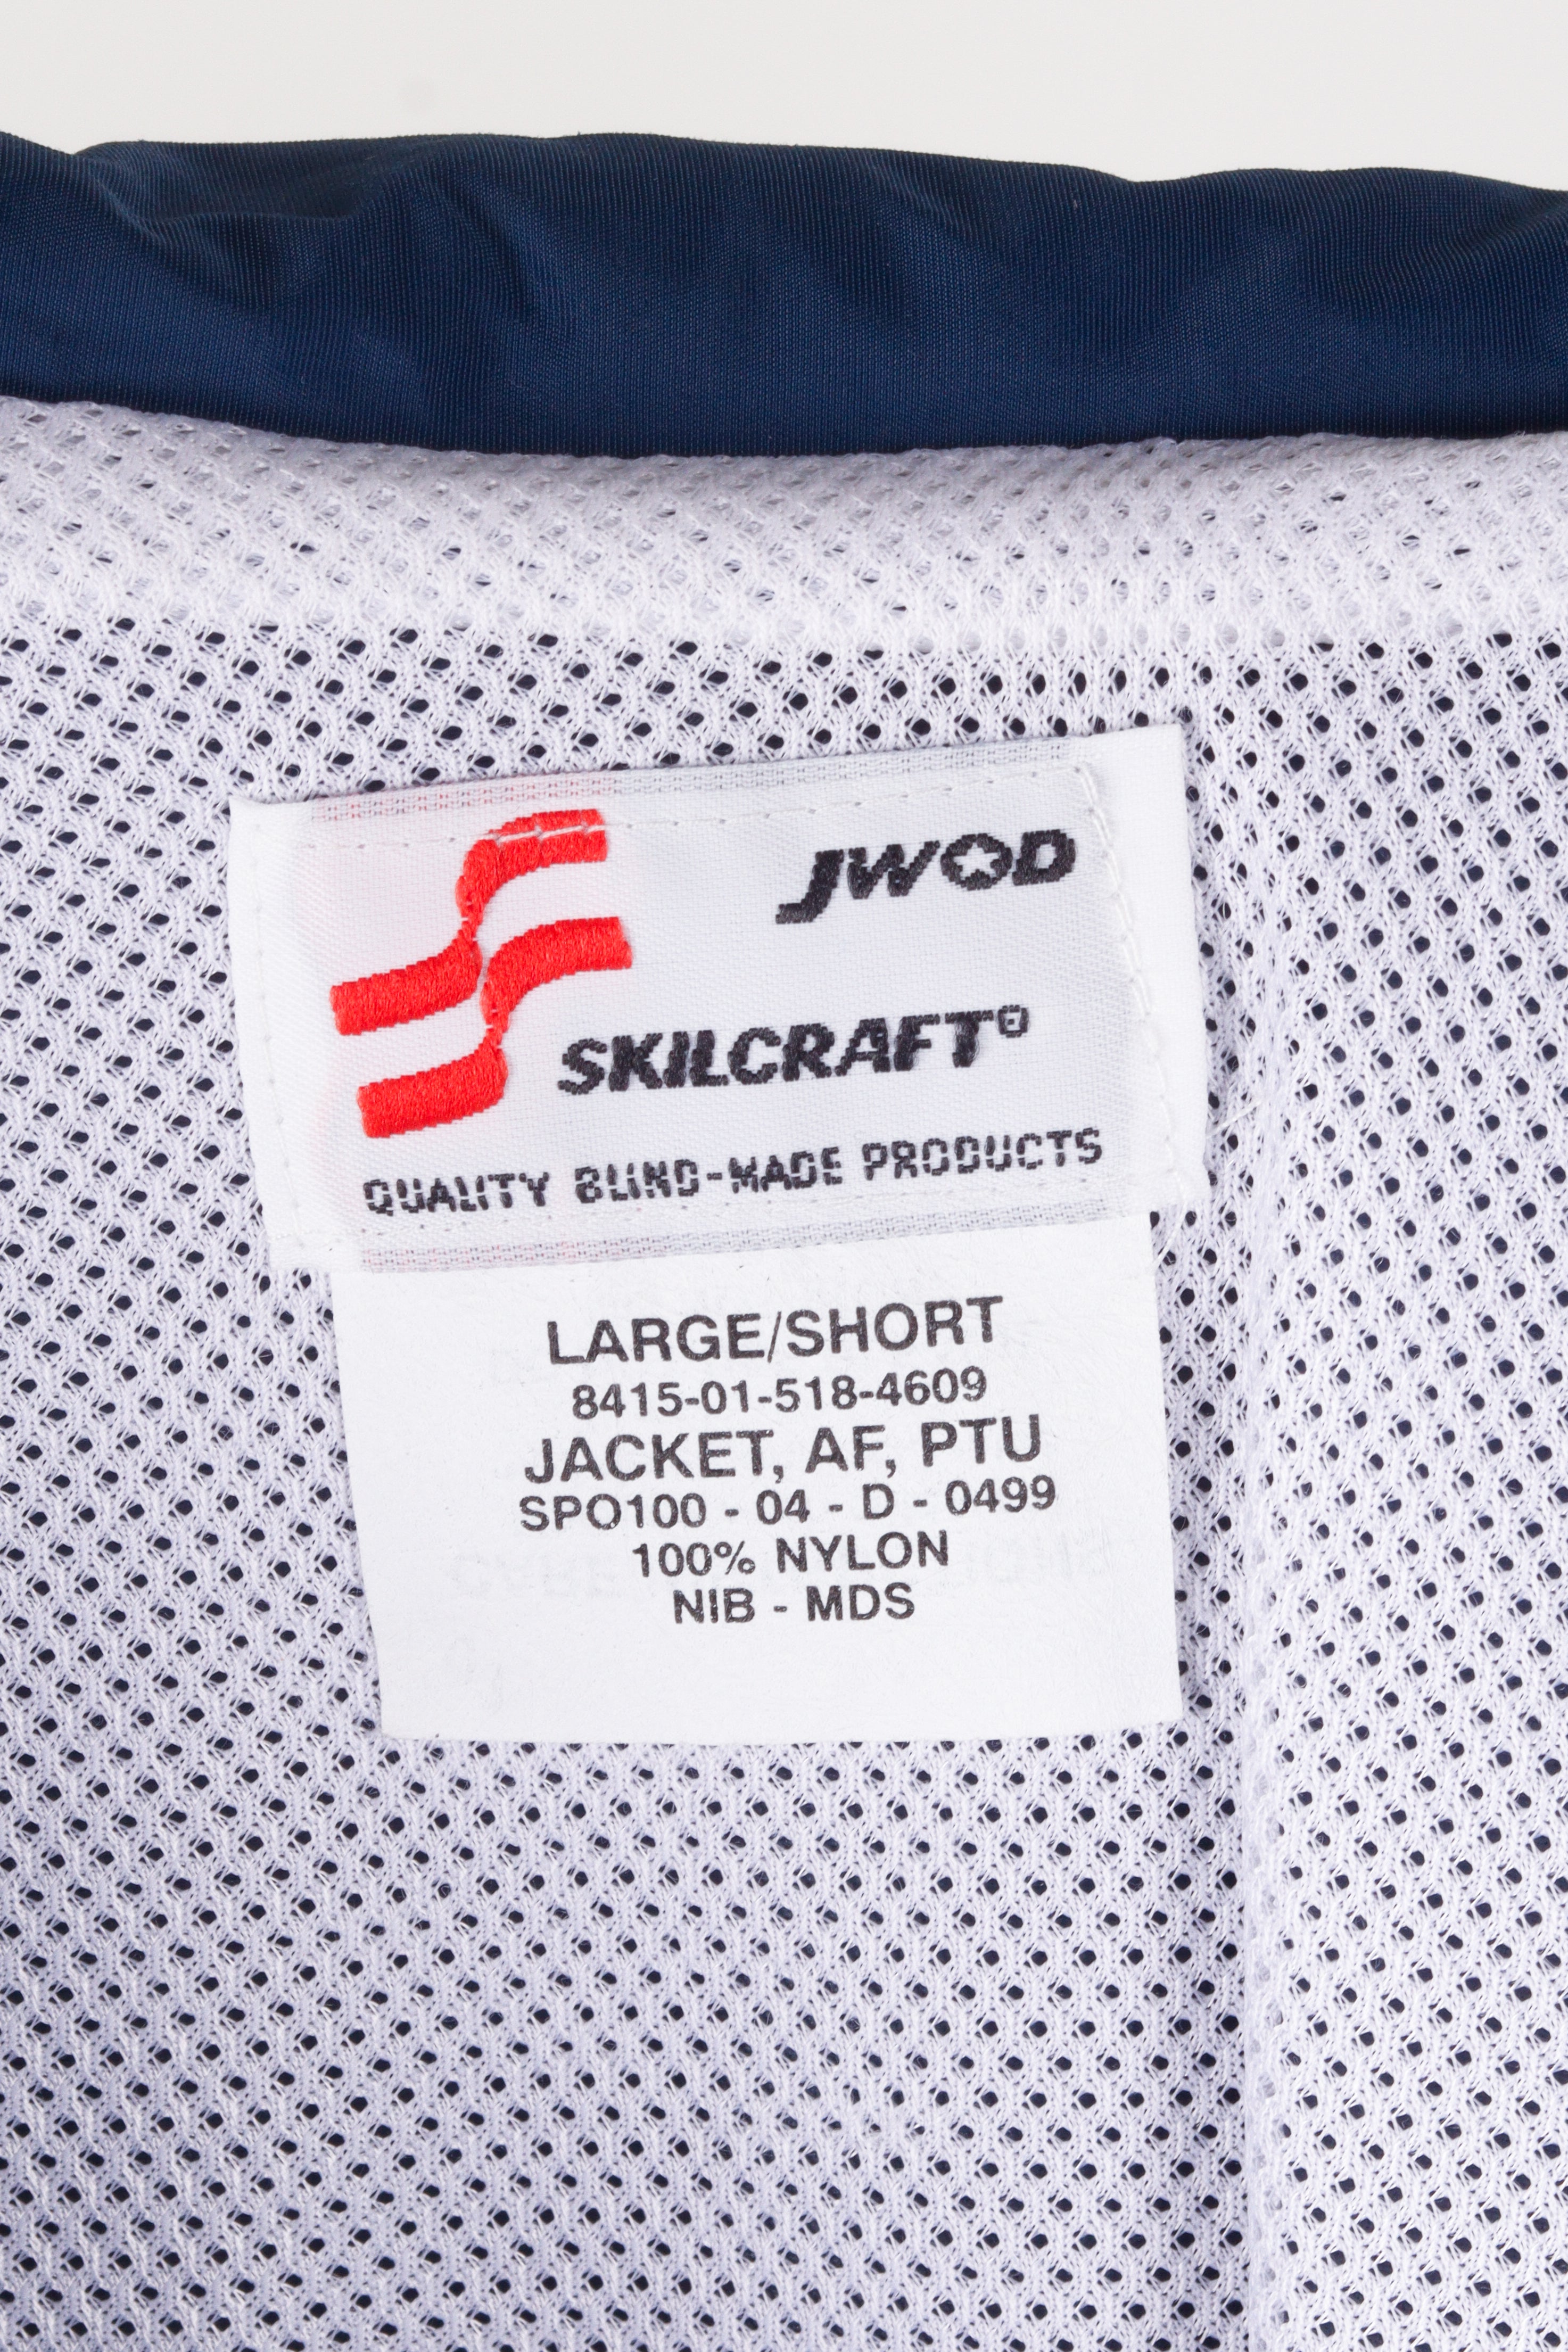 JWOD
SKILCRAFT®
QUALITY BLIND-MADE PRODUCTS
LARGE/SHORT
8415-01-518-4609
JACKET, AF, PTU
SPO100 - 04 - D - 0499
100% NYLON
NIB - MDS